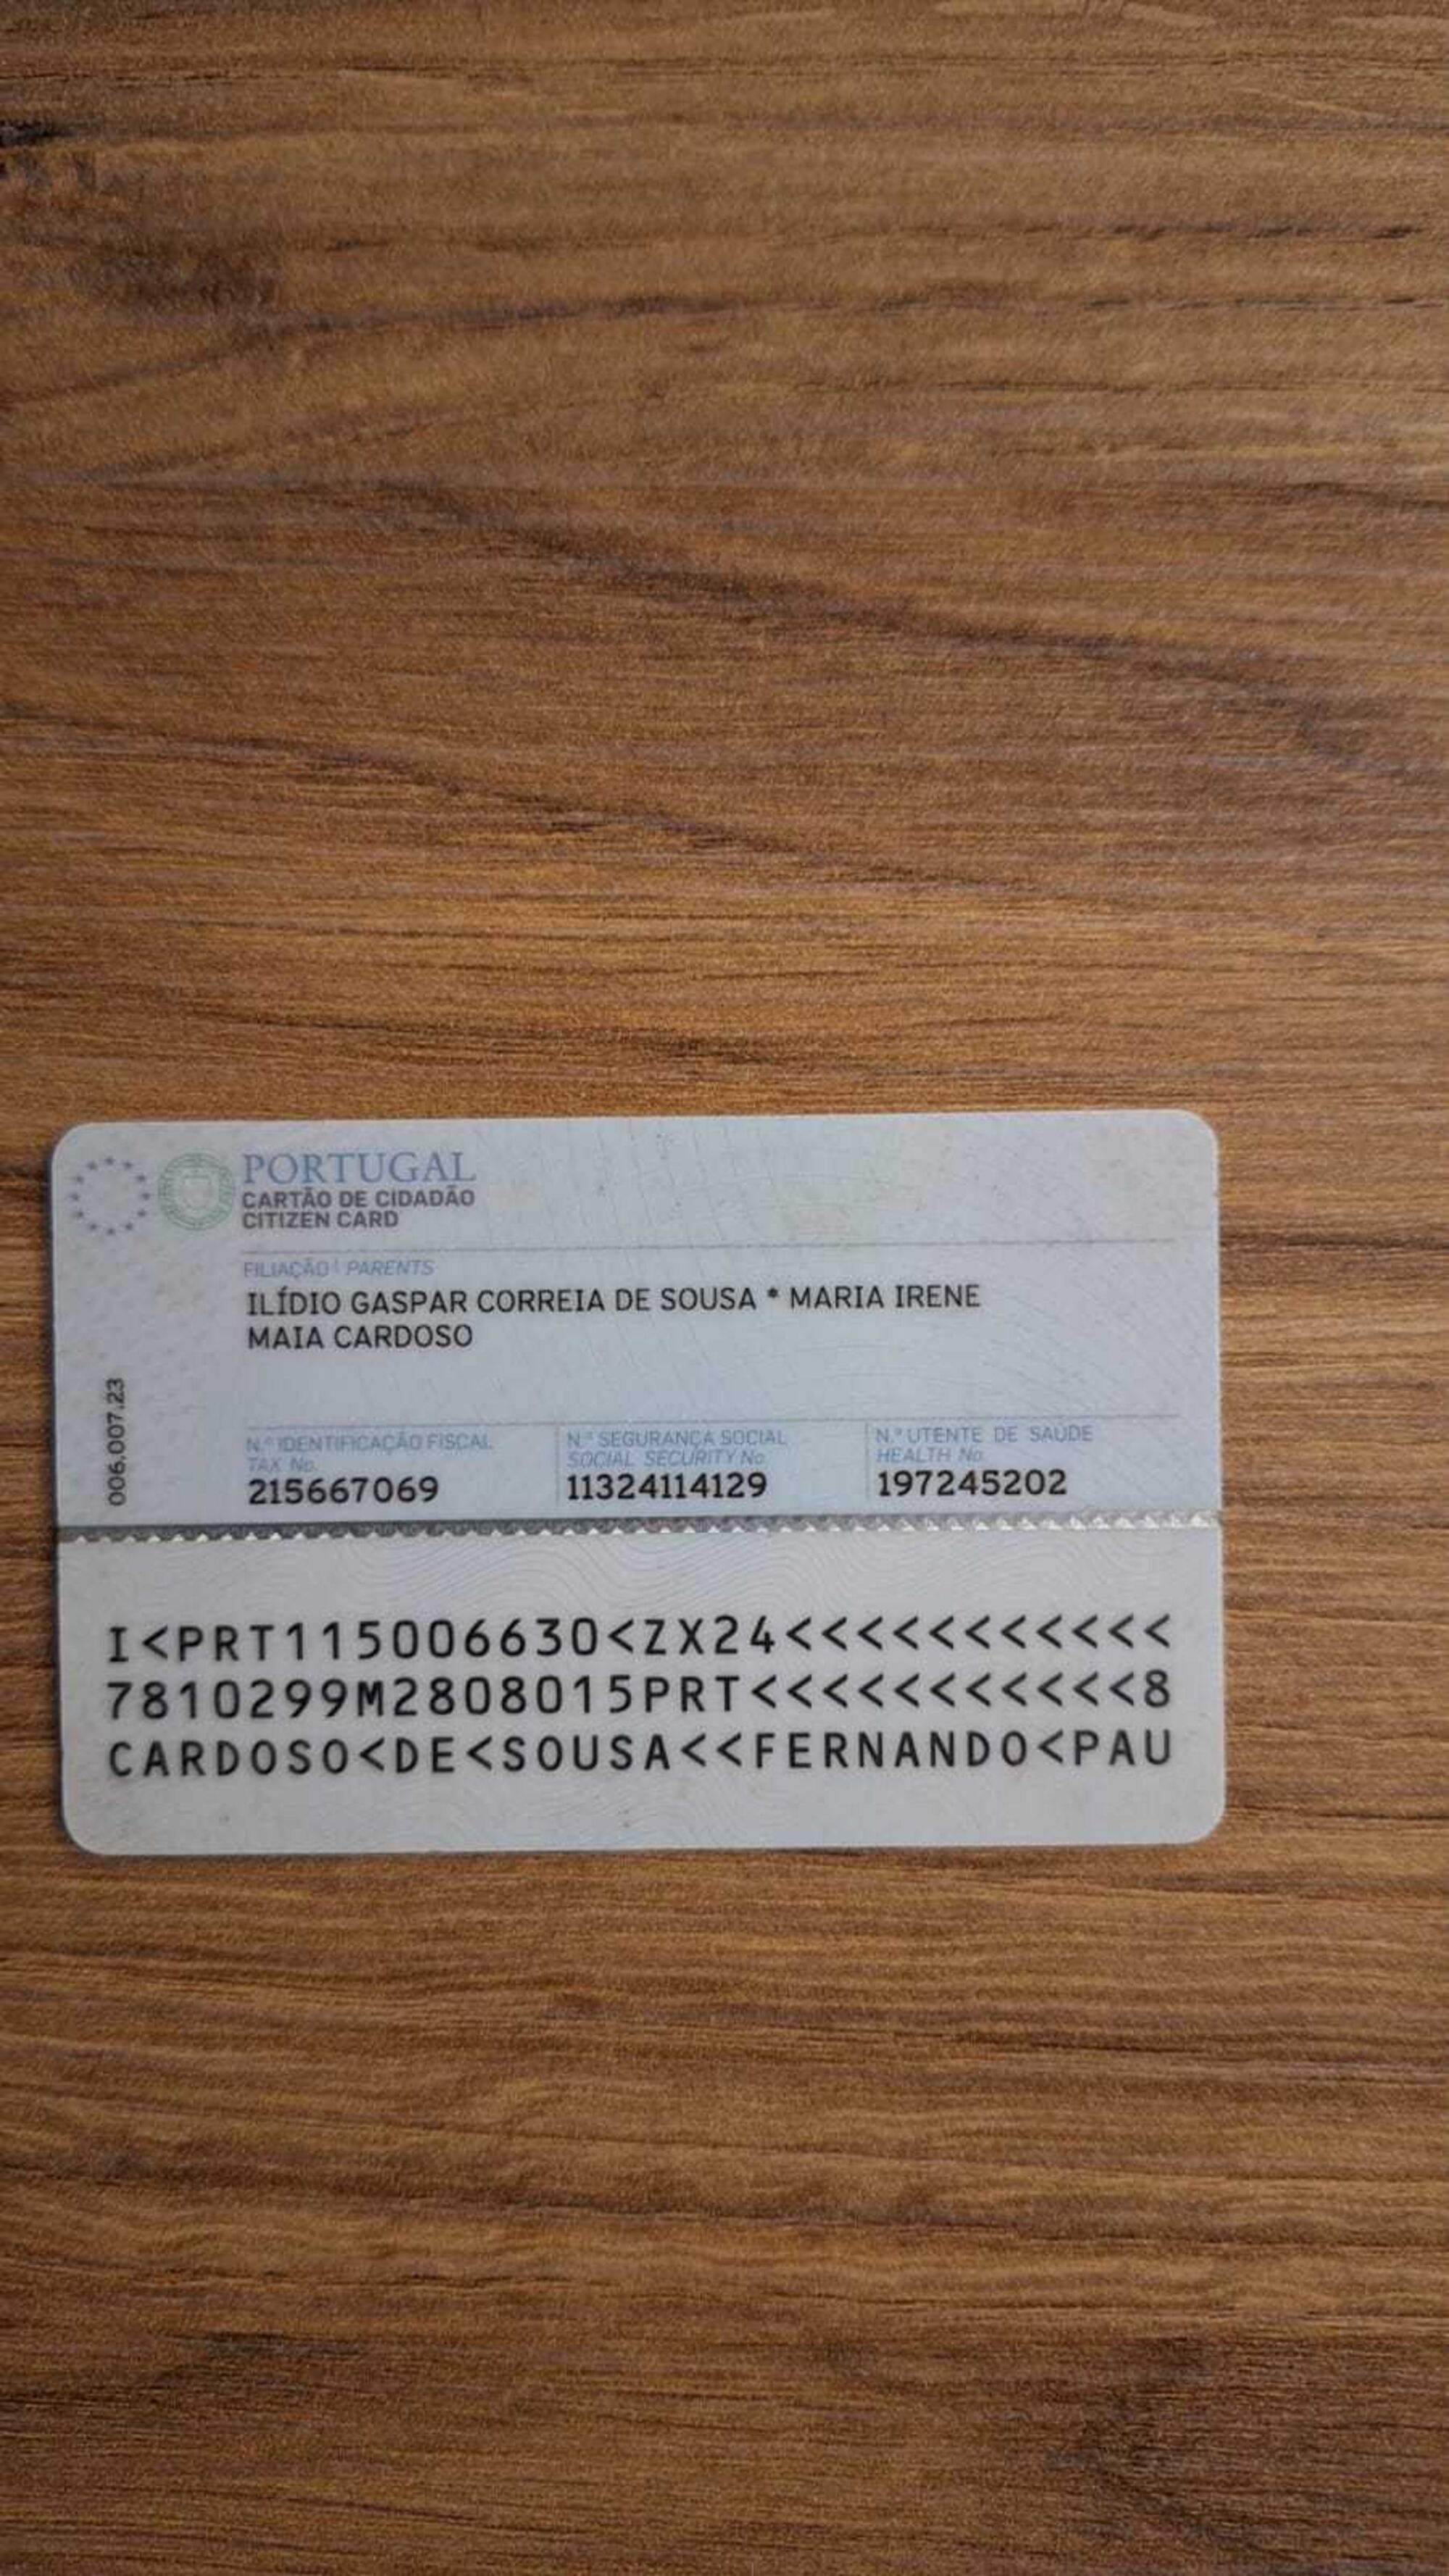 PORTUGAL
CARTÃO DE CIDADÃO
CITIZEN CARD
FILIAÇÃO | PARENTS
ILÍDIO GASPAR CORREIA DE SOUSA * MARIA IRENE
MAIA CARDOSO
006.007.23
N.º IDENTIFICAÇÃO FISCAL
TAX No.
215667069
N.º SEGURANÇA SOCIAL
SOCIAL SECURITY No.
11324114129
N.º UTENTE DE SAÚDE
HEALTH No.
197245202
I<PRT115006630<ZX24<<<<<<<<<<<
7810299M2808015PRT<<<<<<<<<<<8
CARDOSO<DE<SOUSA<<FERNANDO<PAU